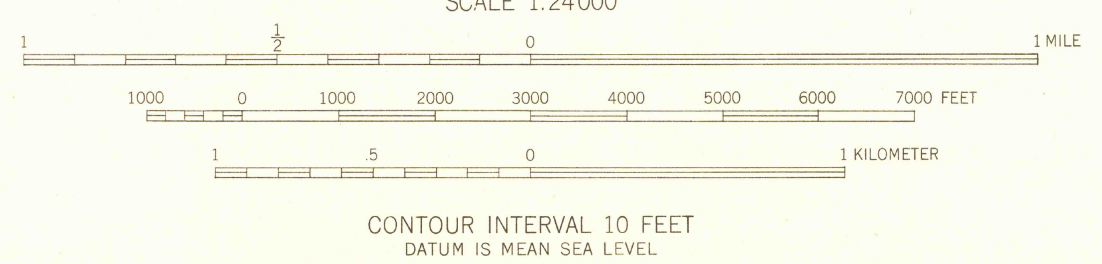 SCALE 1:24000
1 1/2 0 1 MILE
1000 0 1000 2000 3000 4000 5000 6000 7000 FEET
1 .5 0 1 KILOMETER
CONTOUR INTERVAL 10 FEET
DATUM IS MEAN SEA LEVEL